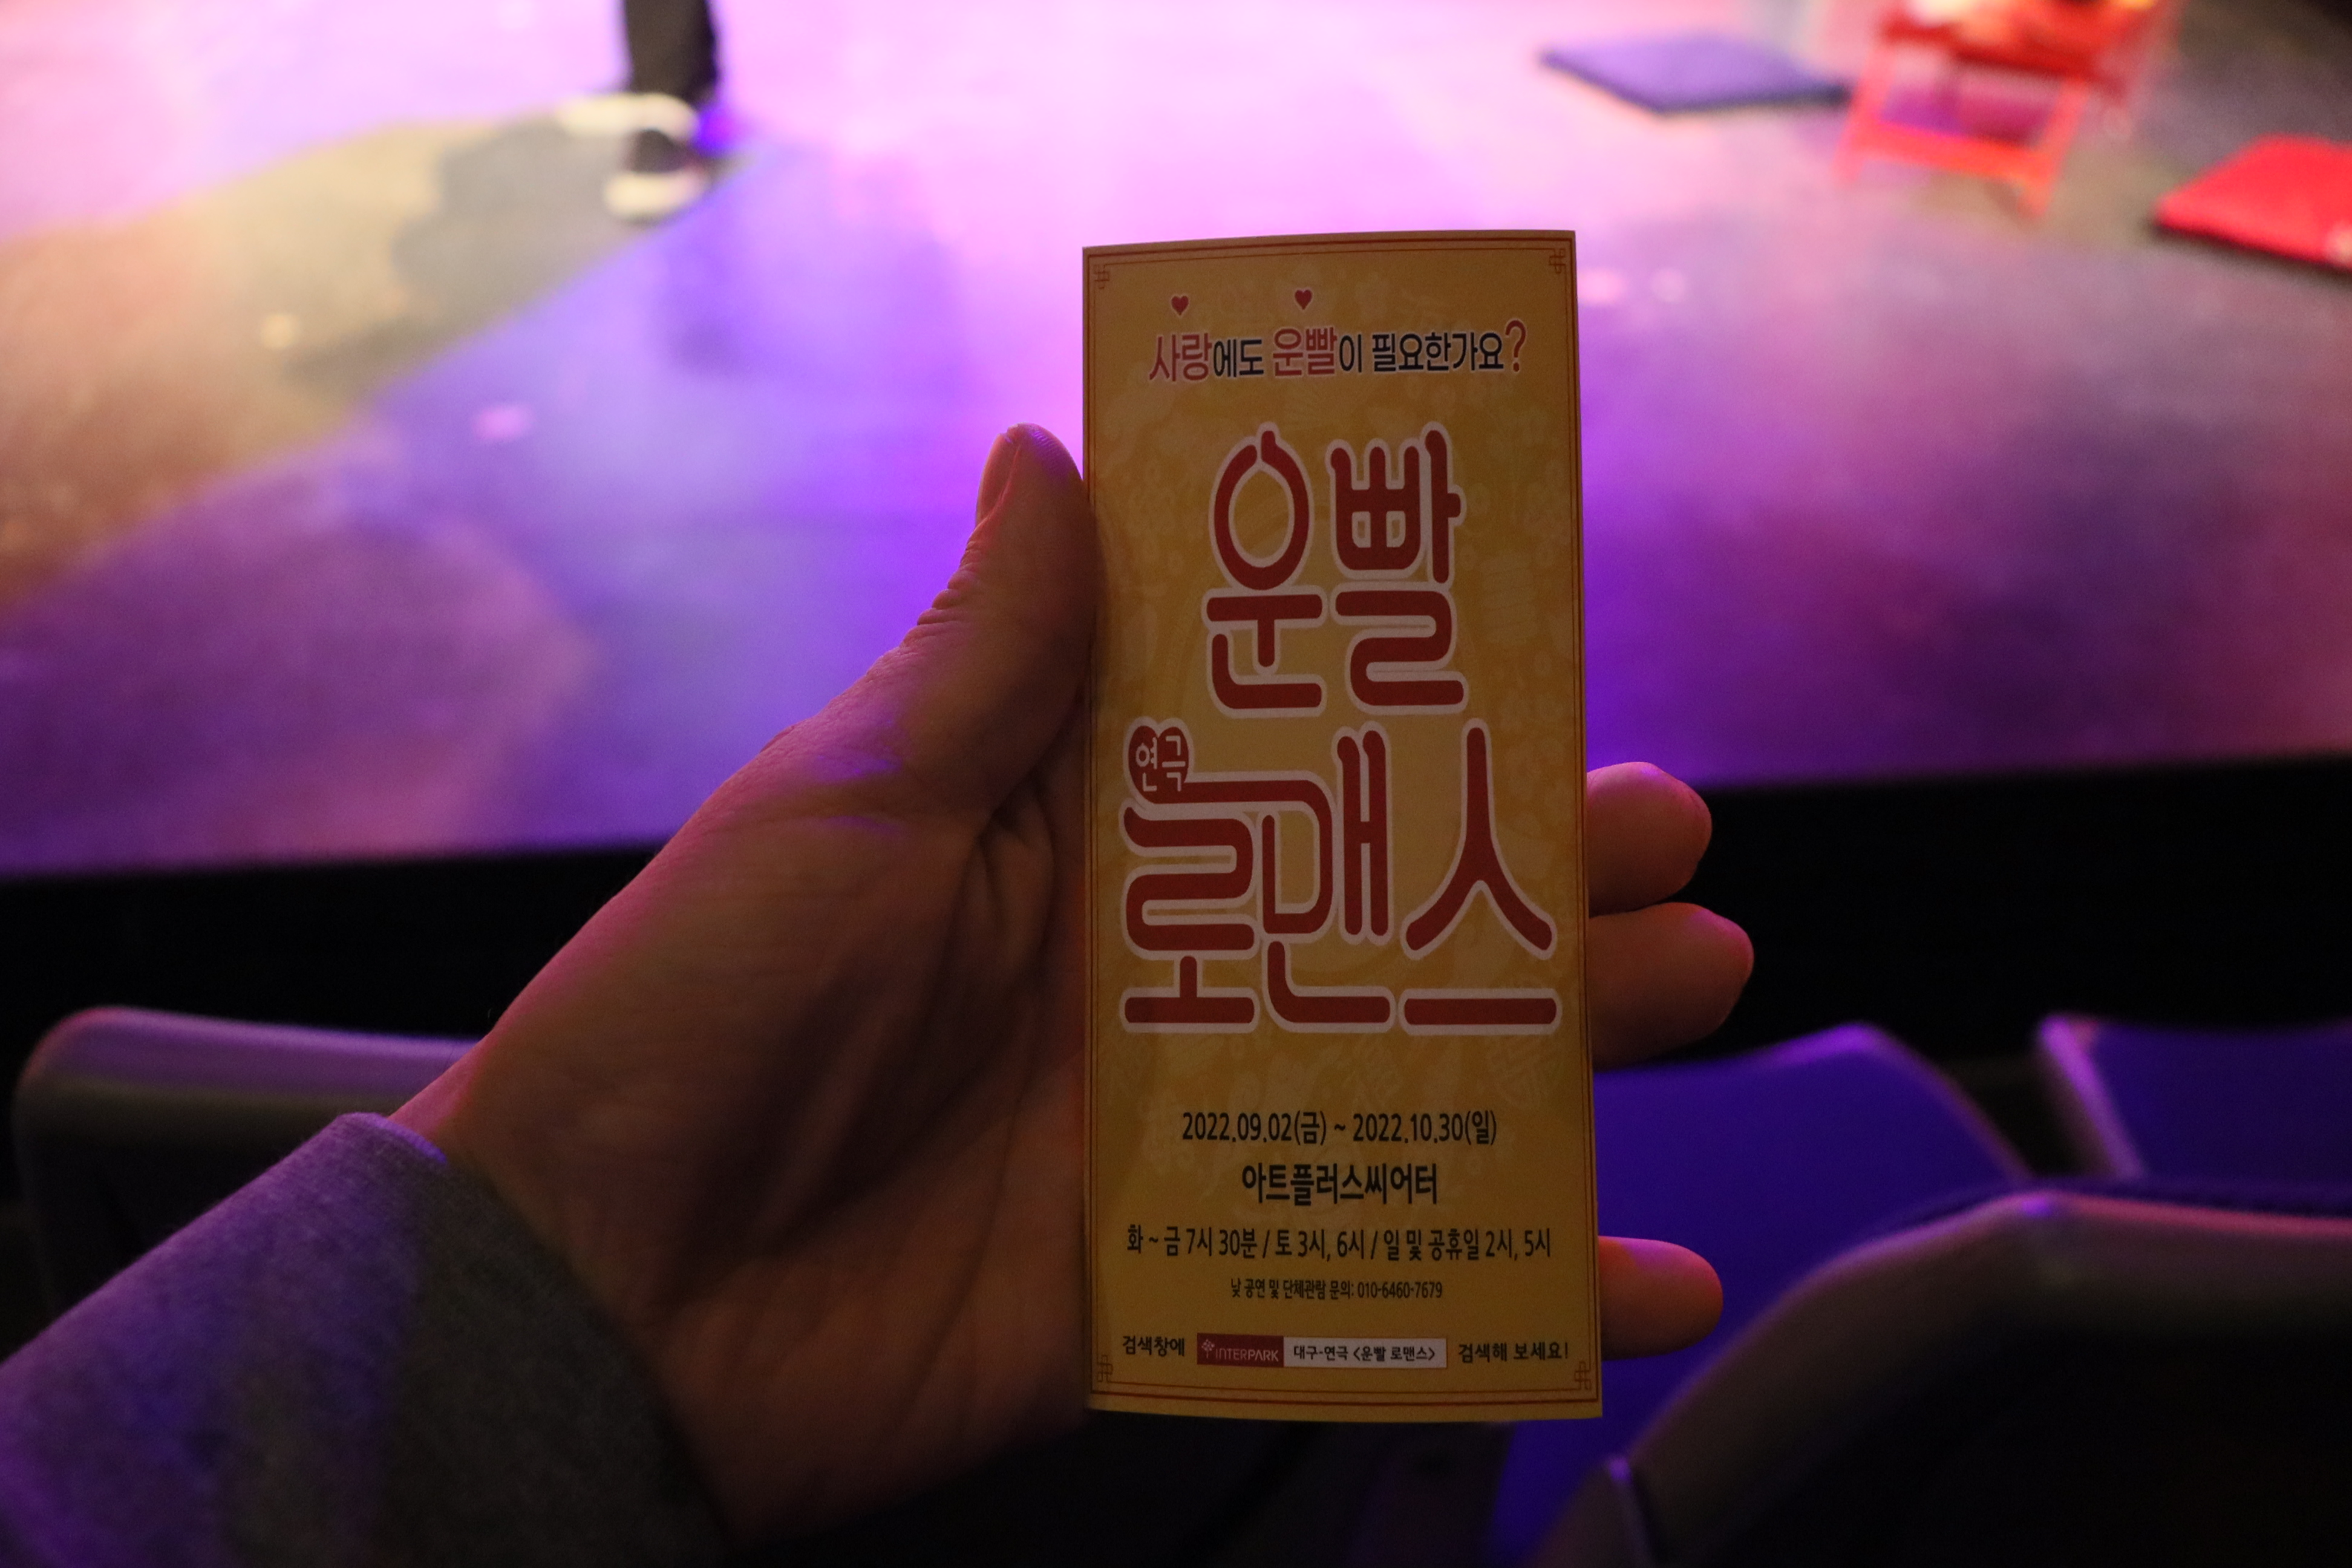 사랑에도 운빨이 필요한가요?
운빨
연극
로맨스
2022.09.02(금) ~ 2022.10.30(일)
아트플러스씨어터
화 ~ 금 7시 30분 / 토 3시, 6시 / 일 및 공휴일 2시, 5시
낮 공연 및 단체관람 문의: 010-6460-7679
검색창에 INTERPARK 대구-연극 <운빨 로맨스> 검색해 보세요!